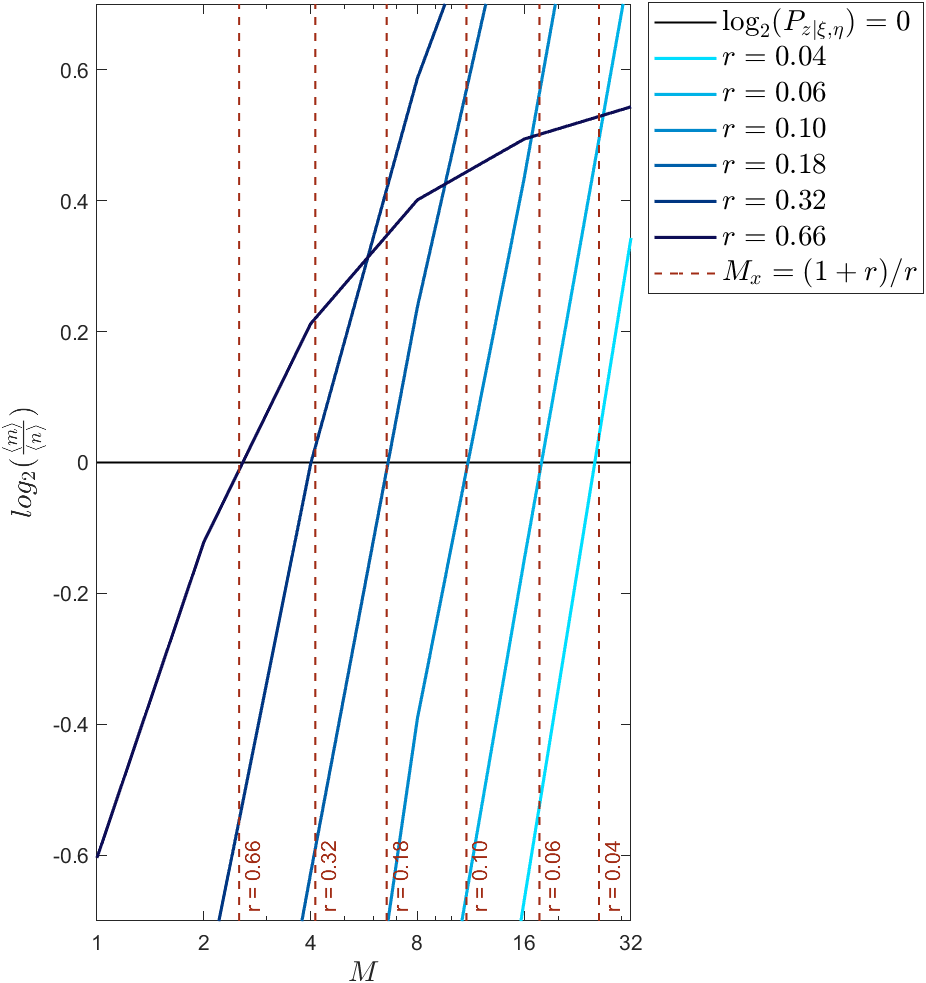 log₂(P_{z|ξ,η}) = 0
r = 0.04
r = 0.06
r = 0.10
r = 0.18
r = 0.32
r = 0.66
M_x = (1 + r)/r
0.6
0.4
0.2
0
-0.2
-0.4
-0.6
log₂(⟨m⟩/⟨n⟩)
r = 0.66
r = 0.32
r = 0.18
r = 0.10
r = 0.06
r = 0.04
1 2 4 8 16 32
M